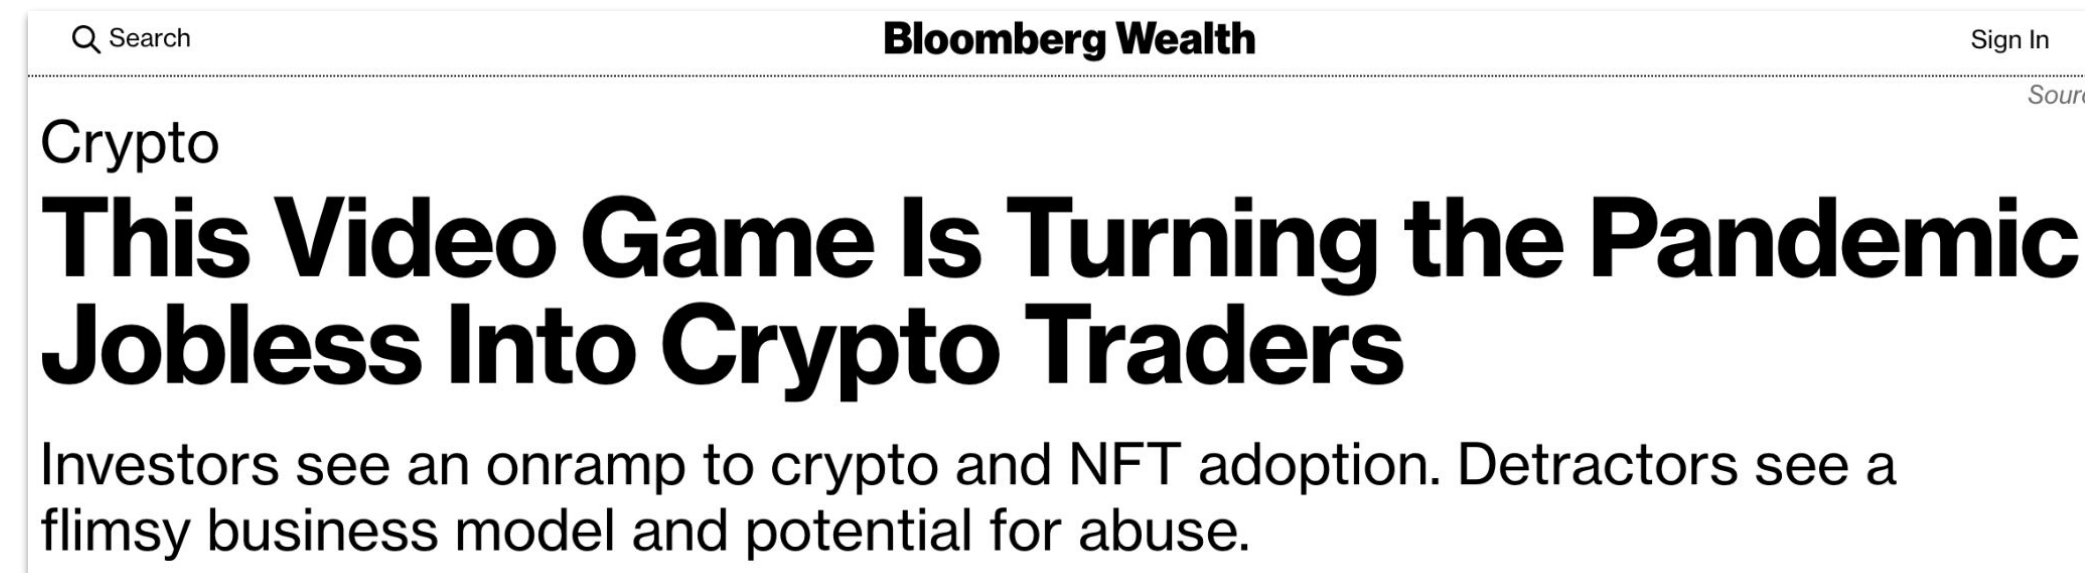 Search
Bloomberg Wealth
Sign In
Crypto
This Video Game Is Turning the Pandemic
Jobless Into Crypto Traders
Investors see an onramp to crypto and NFT adoption. Detractors see a
flimsy business model and potential for abuse.